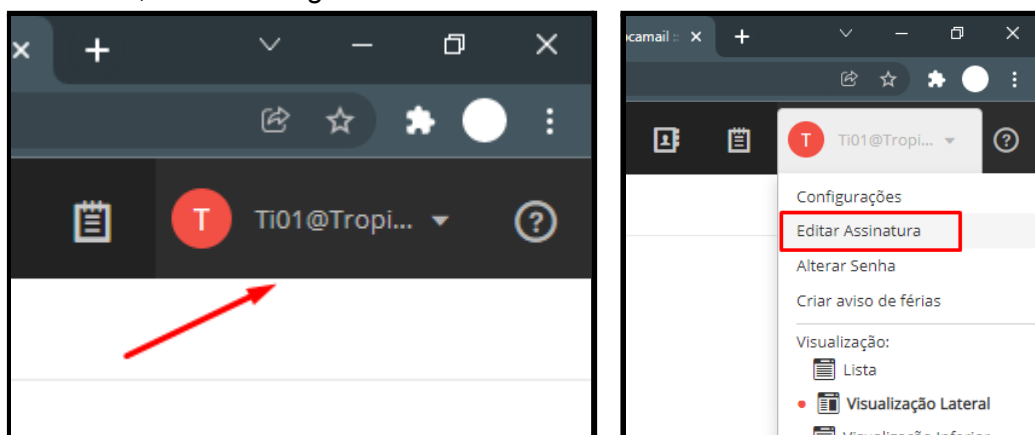 T Ti01@Tropi...
camail ::
T Ti01@Tropi...
Configurações
Editar Assinatura
Alterar Senha
Criar aviso de férias
Visualização:
Lista
Visualização Lateral